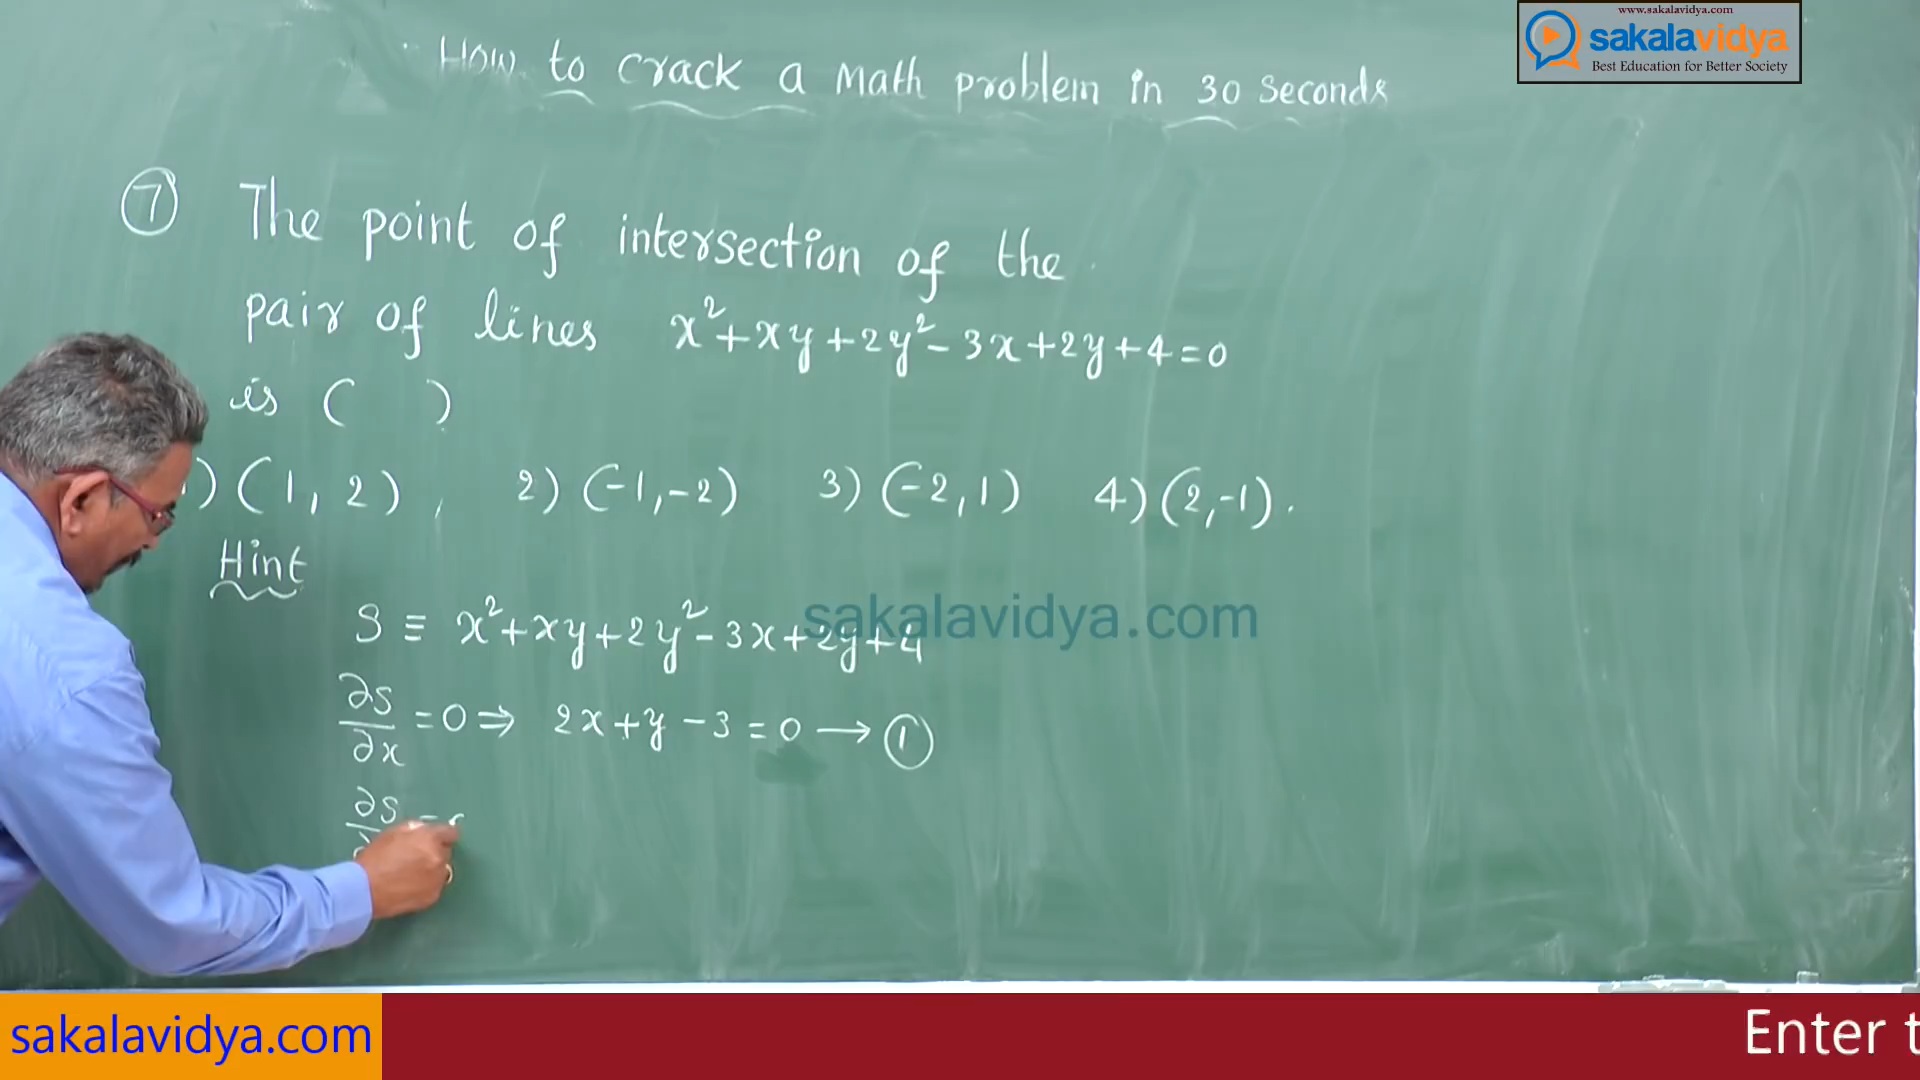 www.sakalavidya.com
sakalavidya
Best Education for Better Society
How to crack a Math problem in 30 seconds
7 The point of intersection of the
pair of lines x²+xy+2y²-3x+2y+4=0
is ( )
) (1, 2), 2) (-1,-2) 3) (-2,1) 4) (2,-1).
Hint
S ≡ x²+xy+2y²-3x+2y+4
sakalavidya.com
∂S/∂x =0⇒ 2x+y-3=0 → 1
∂S
sakalavidya.com
Enter t